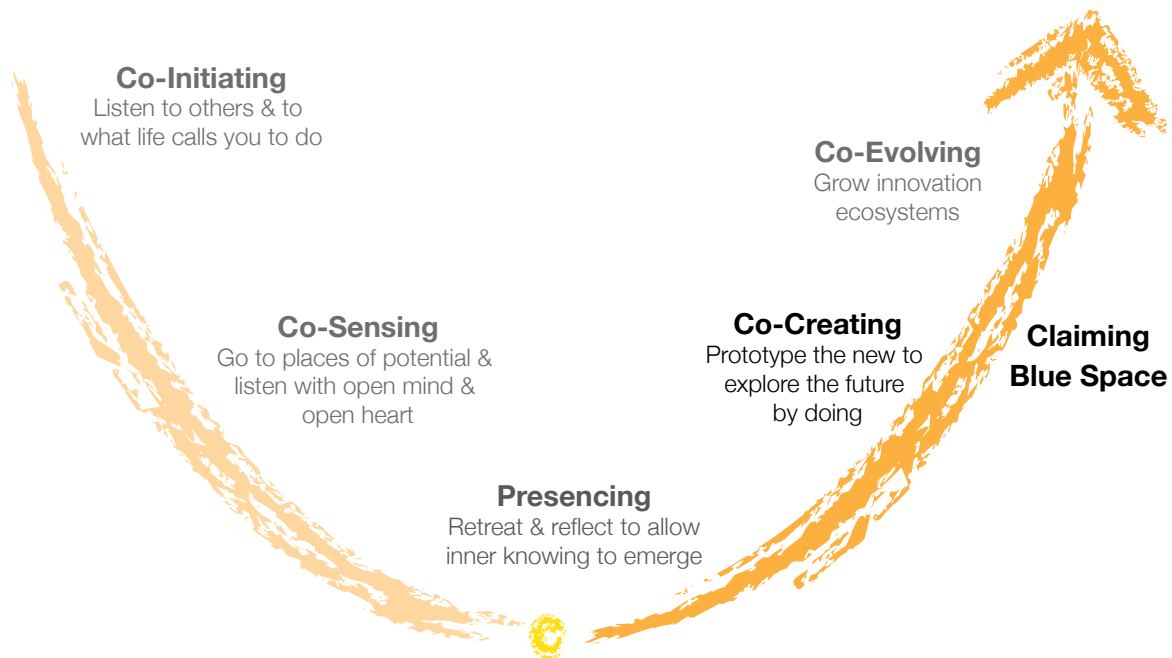 Co-Initiating
Listen to others & to
what life calls you to do
Co-Sensing
Go to places of potential &
listen with open mind &
open heart
Presencing
Retreat & reflect to allow
inner knowing to emerge
Co-Creating
Prototype the new to
explore the future
by doing
Co-Evolving
Grow innovation
ecosystems
Claiming
Blue Space